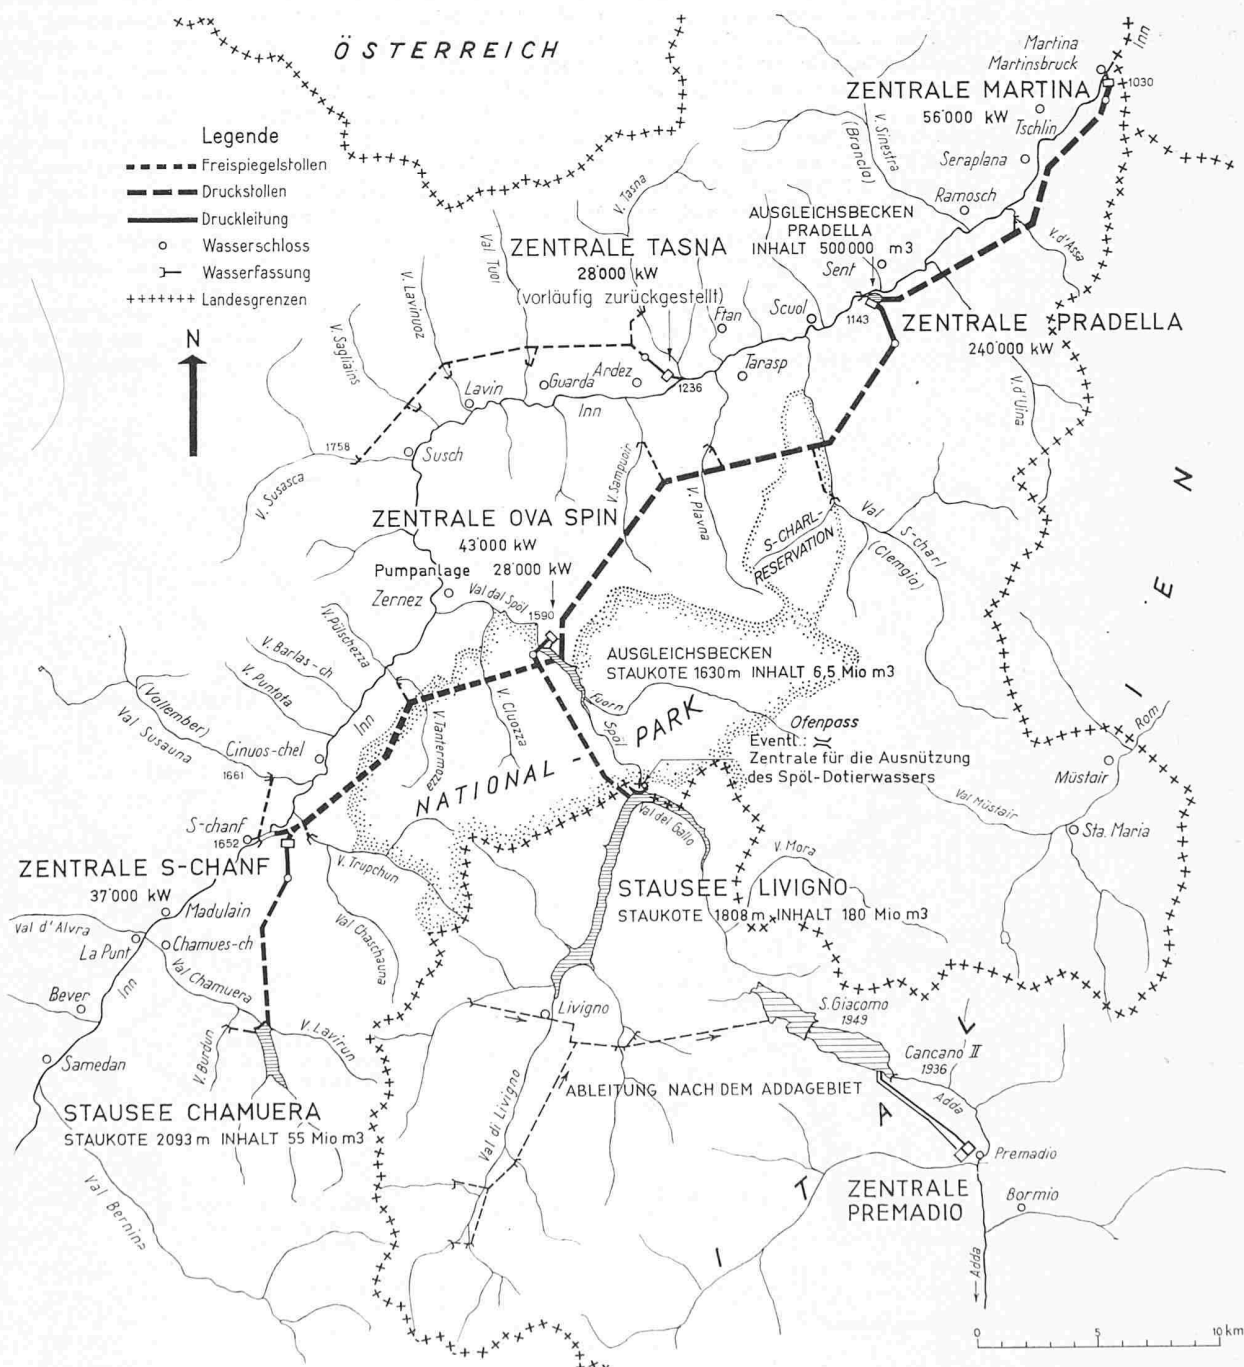 ÖSTERREICH
Inn
Martina
Martinsbruck
1030
ZENTRALE MARTINA
56'000 kW
Tschlin
V. Sinestra
(Brancla)
Seraplana
Ramosch
V. d'Assa
Legende
Freispiegelstollen
Druckstollen
Druckleitung
Wasserschloss
Wasserfassung
Landesgrenzen
N
V. Tasna
Val Tuoi
V. Lavinuoz
V. Sagliains
AUSGLEICHSBECKEN
PRADELLA
INHALT 500000 m3
Sent
ZENTRALE TASNA
28'000 kW
(vorläufig zurückgestellt)
Ftan
Scuol
1143
ZENTRALE PRADELLA
240'000 kW
Lavin
Guarda
Ardez
1236
Tarasp
Inn
V. d'Uina
1758
Susch
V. Susasca
V. Sampuoir
V. Plavna
S-CHARL-
RESERVATION
Val S-charl
(Clemgia)
ZENTRALE OVA SPIN
43'000 kW
Pumpanlage 28'000 kW
Zernez
Val dal Spöl
1590
V. Pülschezza
V. Barlas-ch
V. Puntota
(Vallember)
Val Susauna
Cinuos-chel
Inn
1661
V. Tantermozza
V. Cluozza
AUSGLEICHSBECKEN
STAUKOTE 1630m INHALT 6,5 Mio m3
fuorn
Spöl
NATIONAL - PARK
Ofenpass
Eventl.:
Zentrale für die Ausnützung
des Spöl-Dotierwassers
Rom
Müstair
Val Müstair
Sta. Maria
S-chanf
1652
ZENTRALE S-CHANF
37'000 kW
V. Trupchun
Val Chaschauna
Val del Gallo
V. Mora
STAUSEE LIVIGNO
STAUKOTE 1808m INHALT 180 Mio m3
Madulain
Val d'Alvra
La Punt
Chamues-ch
Val Chamuera
Bever
Inn
Samedan
V. Burdun
V. Lavirun
STAUSEE CHAMUERA
STAUKOTE 2093m INHALT 55 Mio m3
Val Bernina
Livigno
Val di Livigno
S. Giacomo
1949
Cancano II
1936
ABLEITUNG NACH DEM ADDAGEBIET
Adda
Premadio
ZENTRALE
PREMADIO
Bormio
Adda
ITALIEN
0 5 10 km